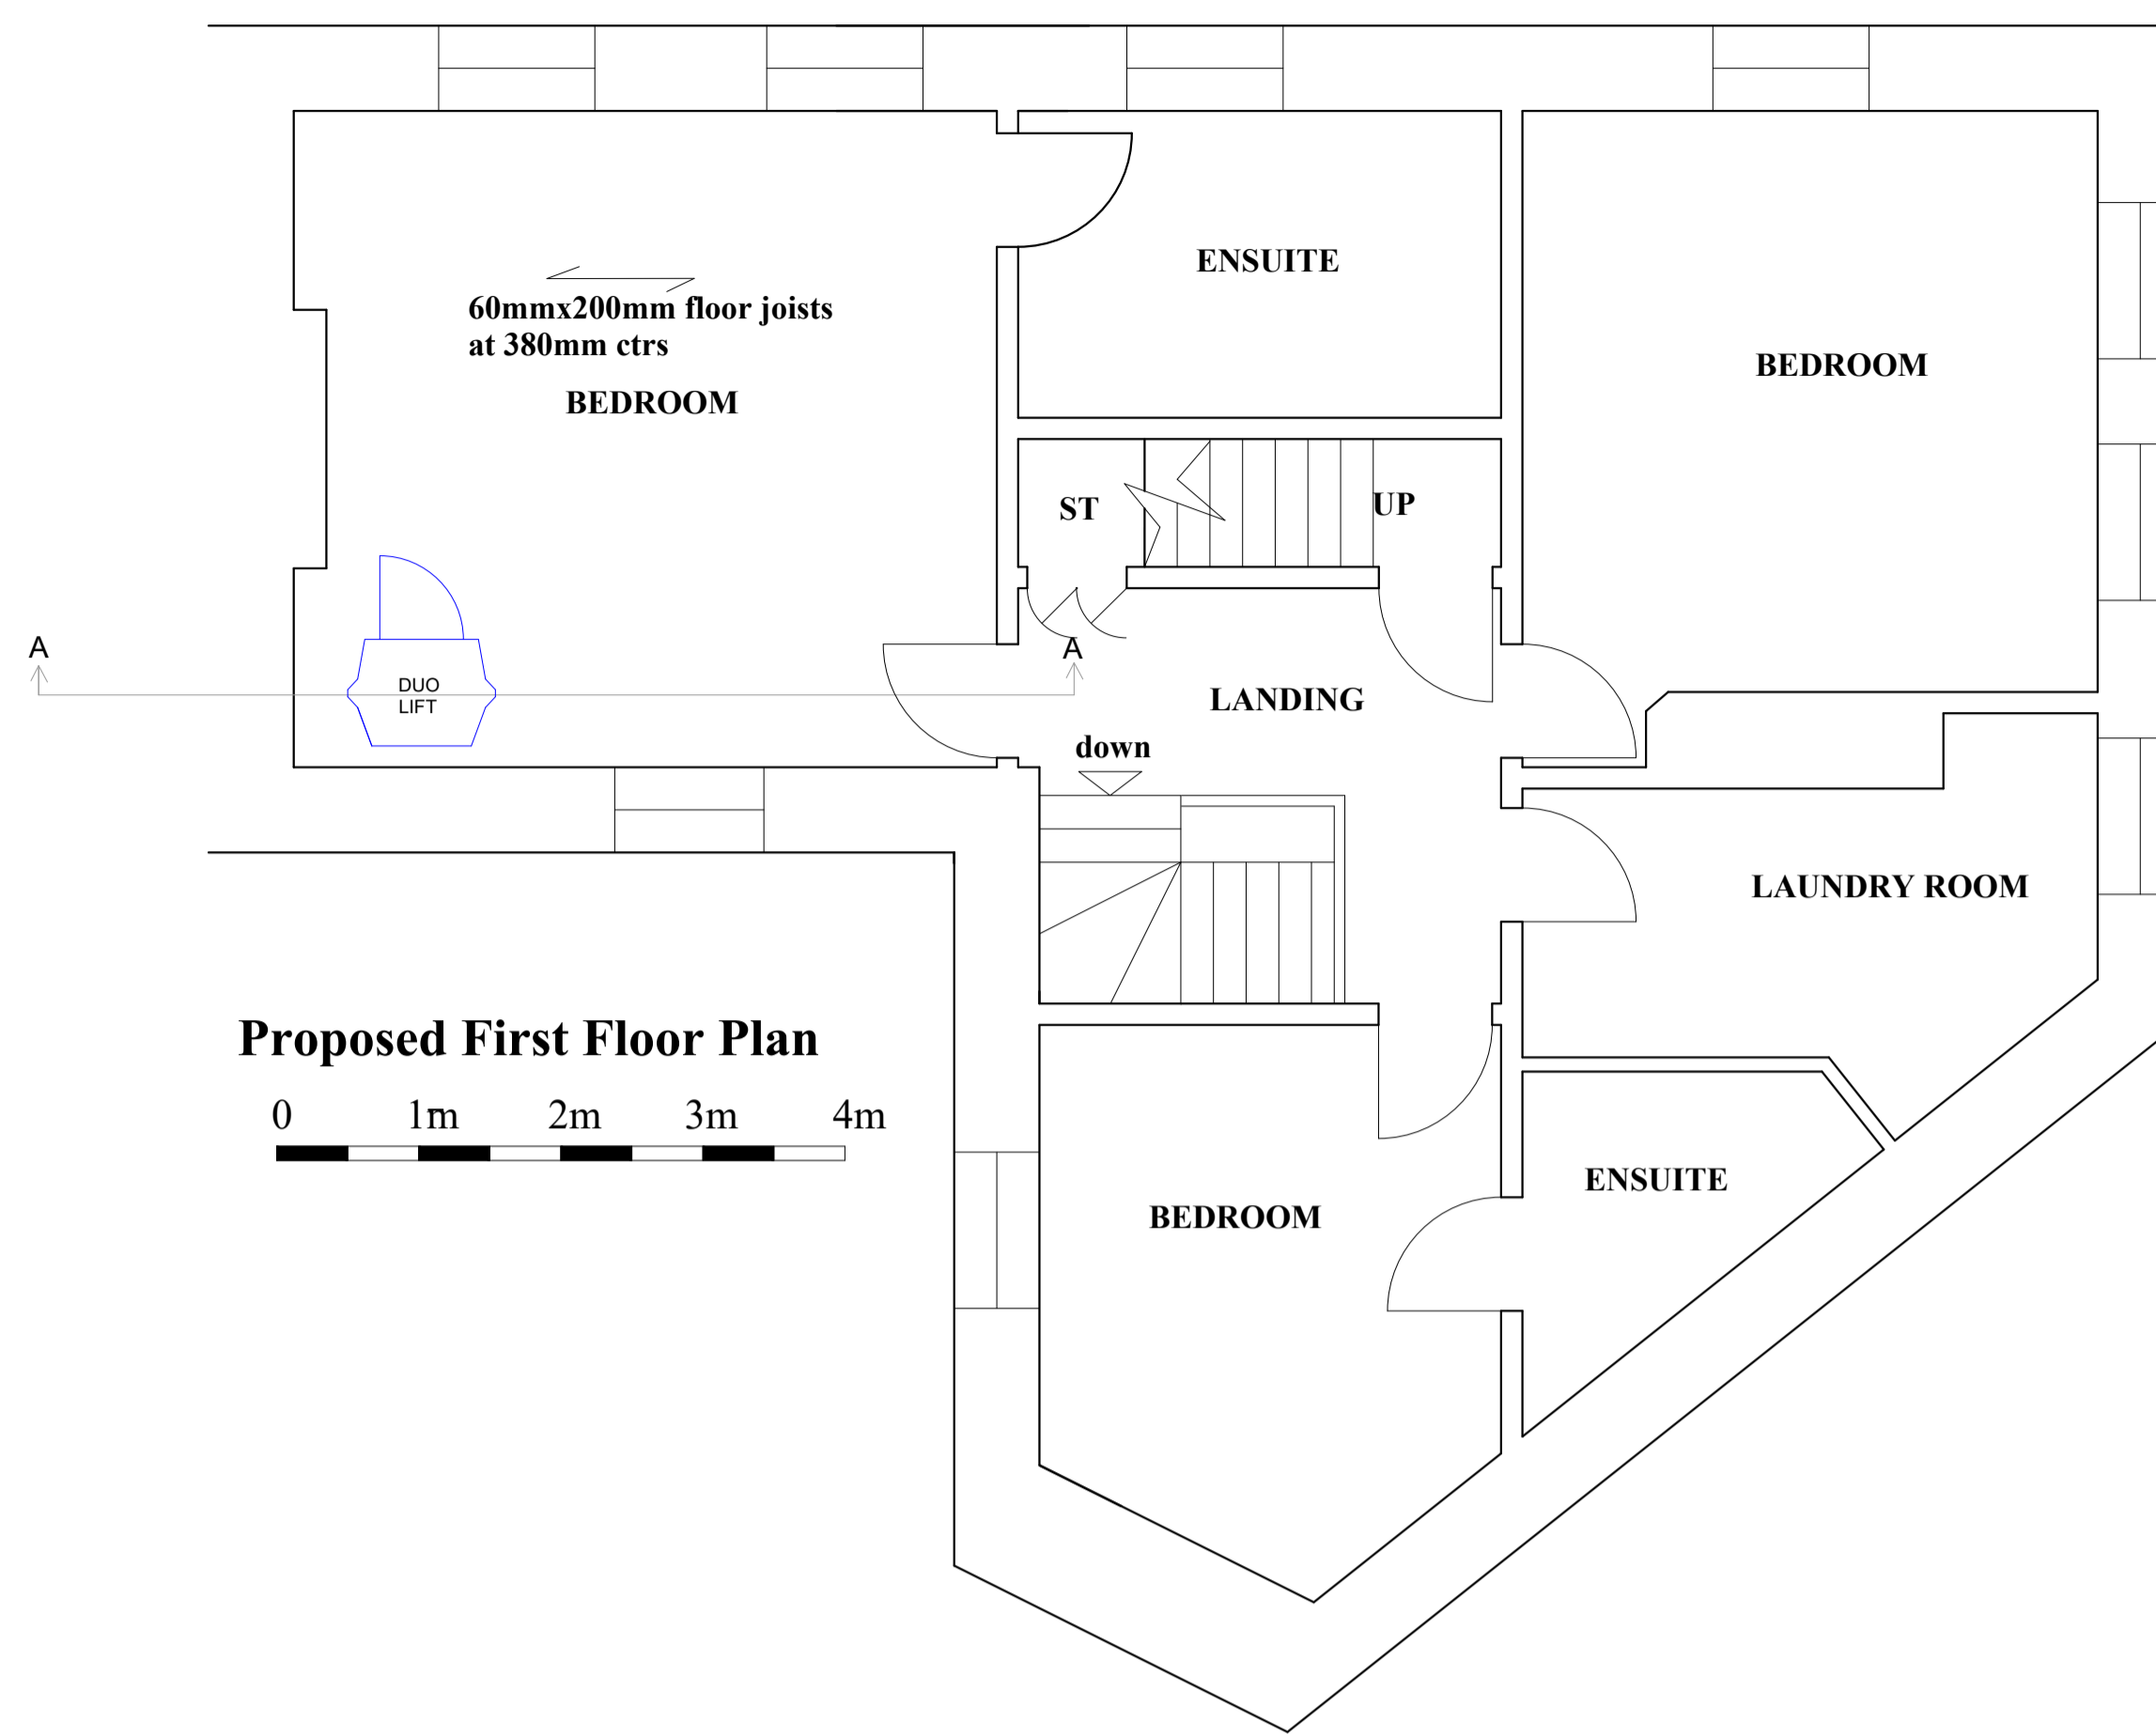 ENSUITE
60mmx200mm floor joists
at 380mm ctrs
BEDROOM
BEDROOM
ST
UP
A
A
DUO
LIFT
LANDING
down
LAUNDRY ROOM
Proposed First Floor Plan
0 1m 2m 3m 4m
ENSUITE
BEDROOM